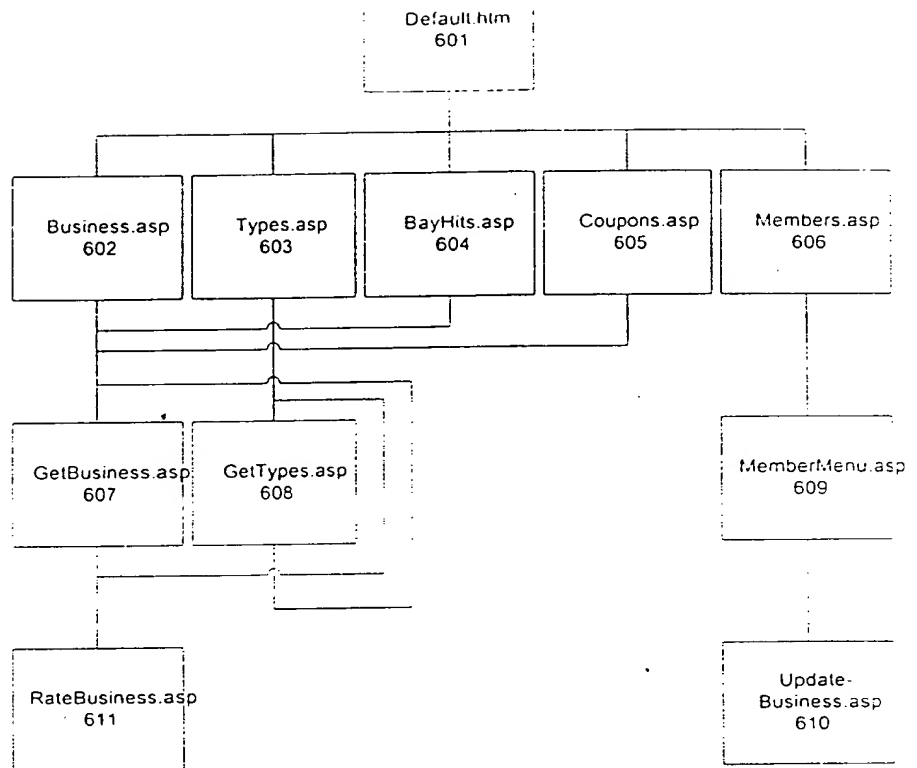 Default.htm
601
Business.asp
602
Types.asp
603
BayHits.asp
604
Coupons.asp
605
Members.asp
606
GetBusiness.asp
607
GetTypes.asp
608
MemberMenu.asp
609
RateBusiness.asp
611
Update-
Business.asp
610